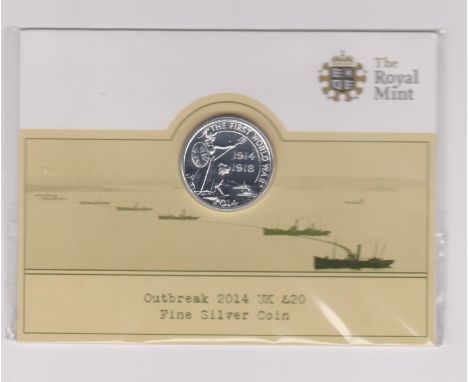 The
Royal
Mint
THE FIRST WORLD WAR
1914
1918
2014
Outbreak 2014 UK £20
Fine Silver Coin